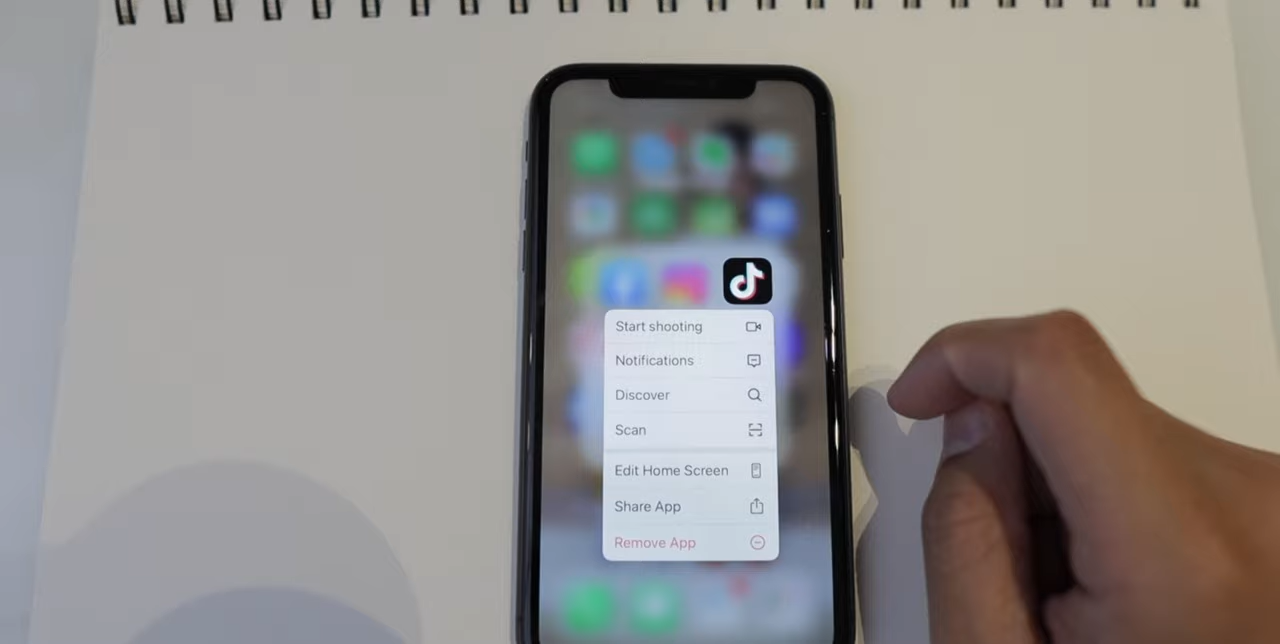 Start shooting
Notifications
Discover
Scan
Edit Home Screen
Share App
Remove App